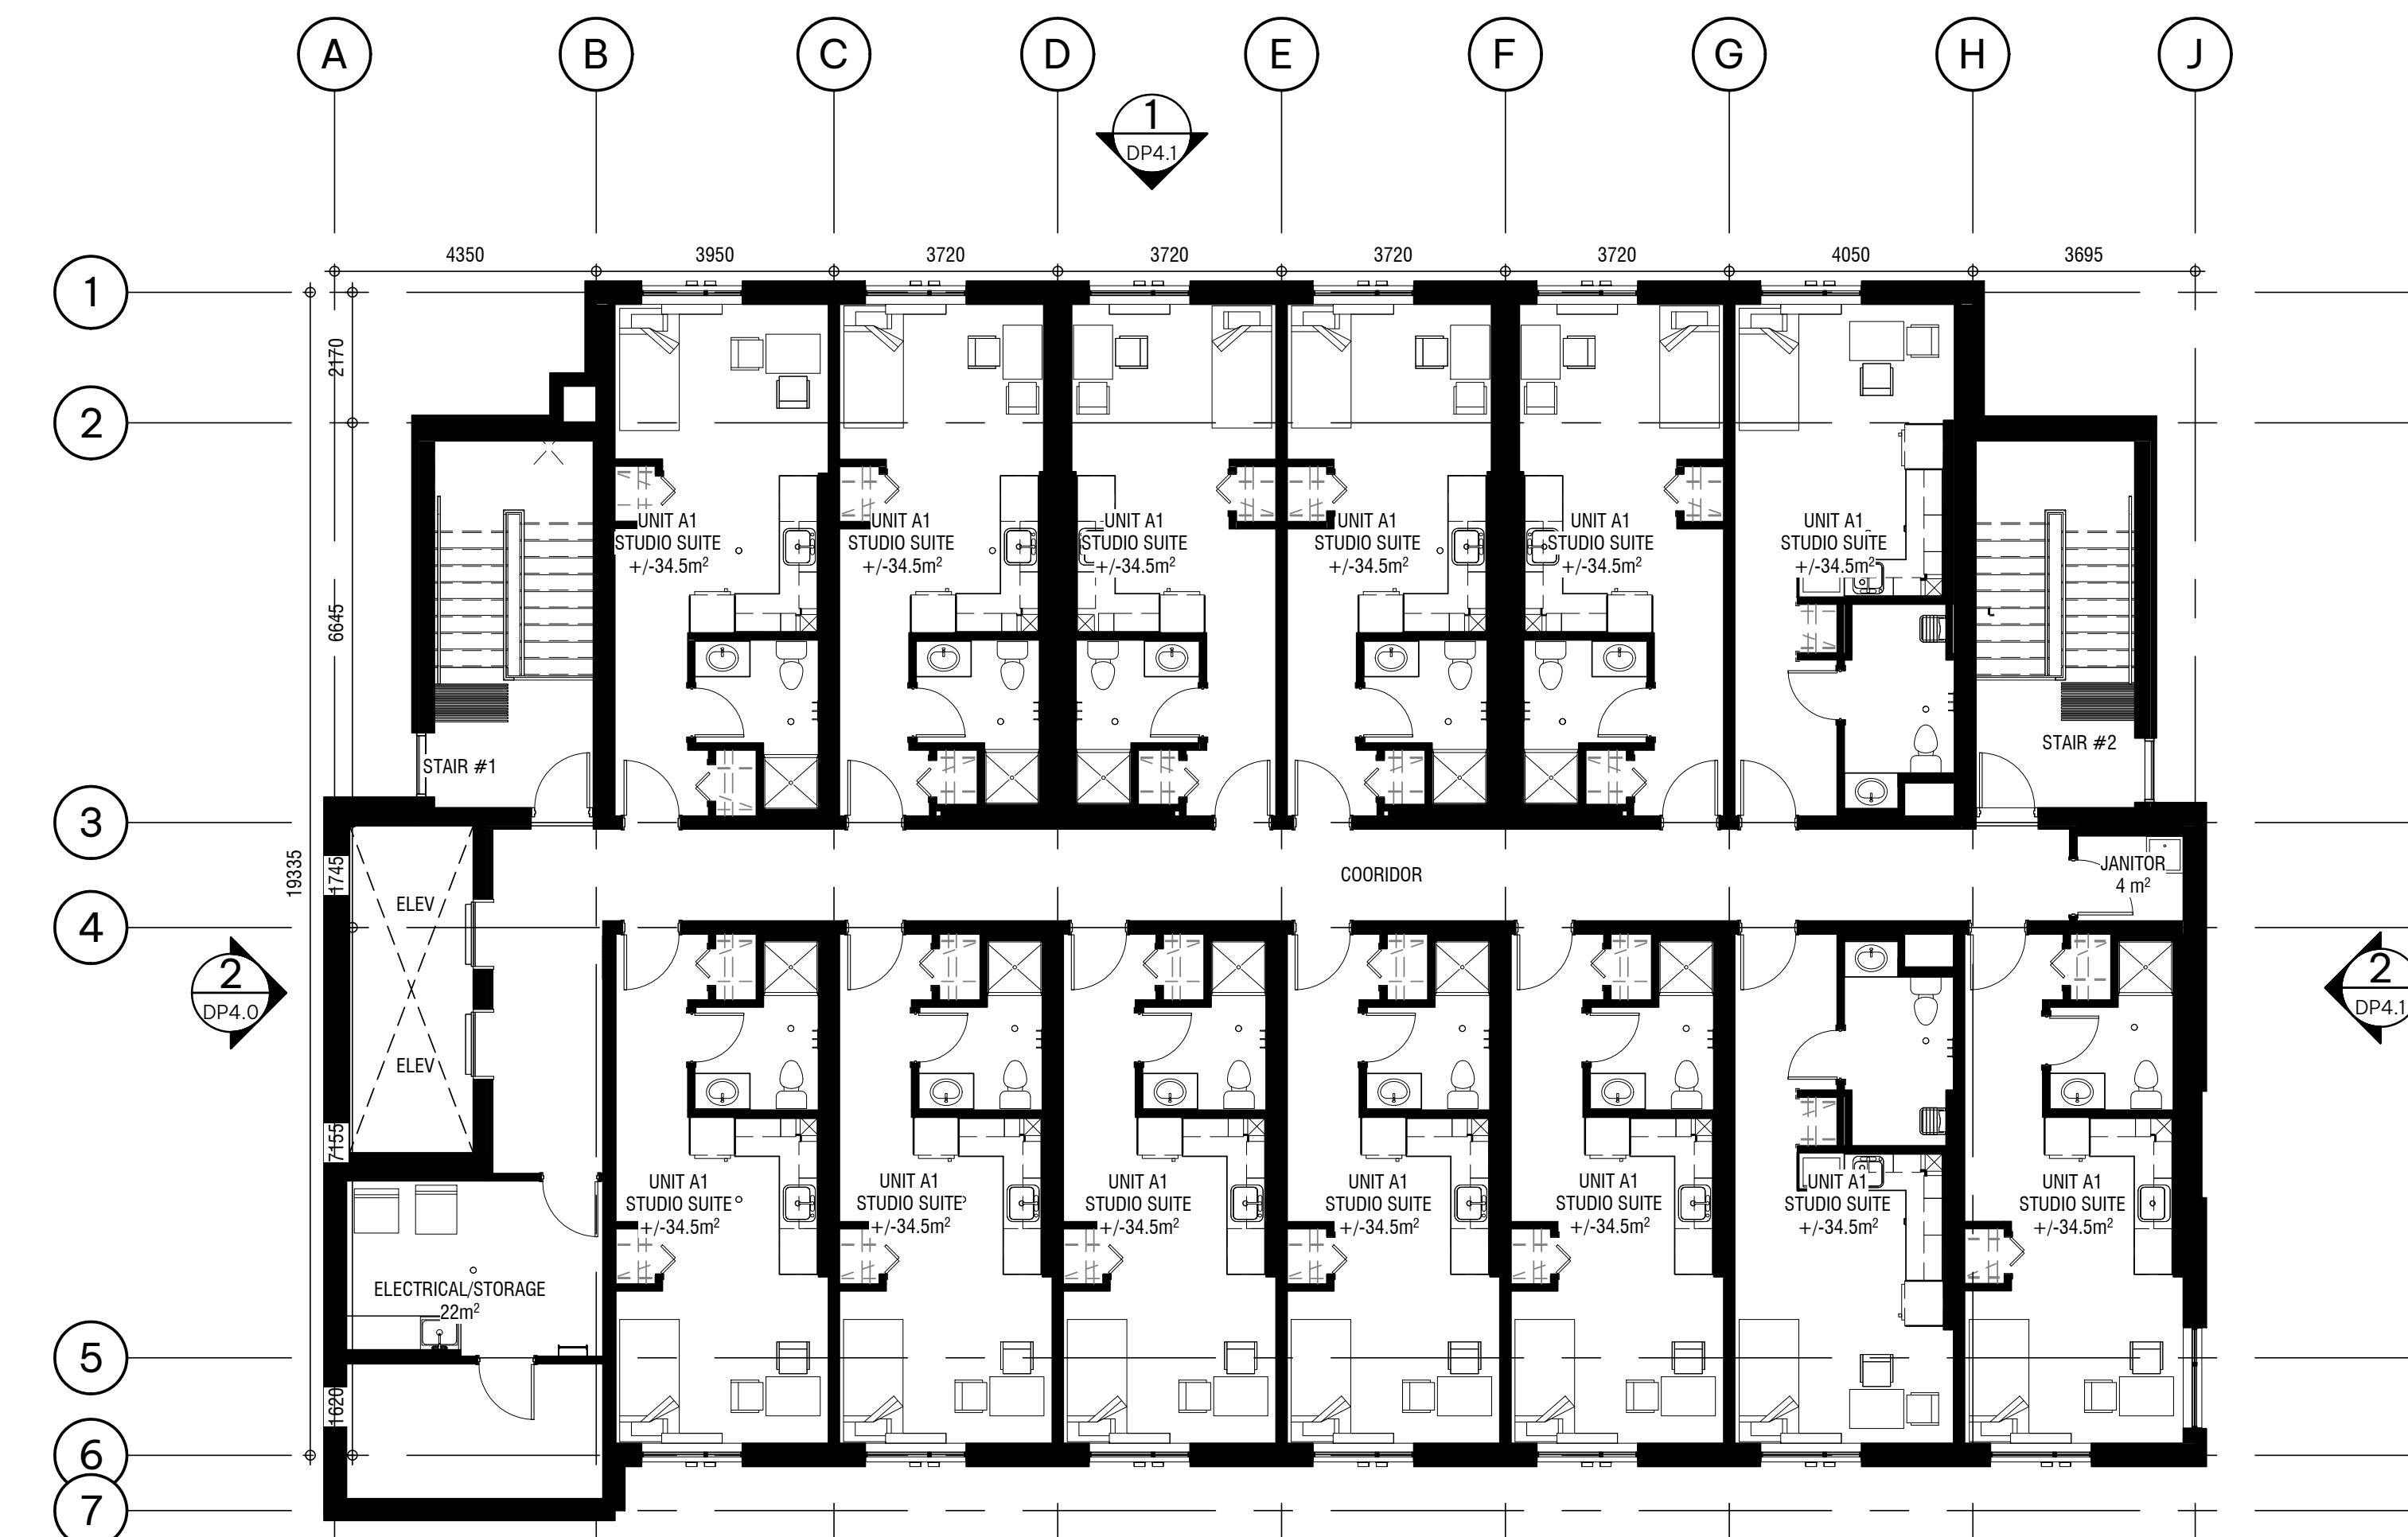 A
B
C
D
E
F
G
H
J
1
DP4.1
4350
3950
3720
3720
3720
3720
4050
3695
1
2170
2
6645
UNIT A1
STUDIO SUITE
+/-34.5m²
UNIT A1
STUDIO SUITE
+/-34.5m²
UNIT A1
STUDIO SUITE
+/-34.5m²
UNIT A1
STUDIO SUITE
+/-34.5m²
UNIT A1
STUDIO SUITE
+/-34.5m²
UNIT A1
STUDIO SUITE
+/-34.5m²
STAIR #1
STAIR #2
3
19335
1745
ELEV
COORIDOR
JANITOR
4 m²
4
2
DP4.0
2
DP4.1
ELEV
7155
UNIT A1
STUDIO SUITE
+/-34.5m²
UNIT A1
STUDIO SUITE
+/-34.5m²
UNIT A1
STUDIO SUITE
+/-34.5m²
UNIT A1
STUDIO SUITE
+/-34.5m²
UNIT A1
STUDIO SUITE
+/-34.5m²
UNIT A1
STUDIO SUITE
+/-34.5m²
UNIT A1
STUDIO SUITE
+/-34.5m²
ELECTRICAL/STORAGE
22m²
5
1620
6
7